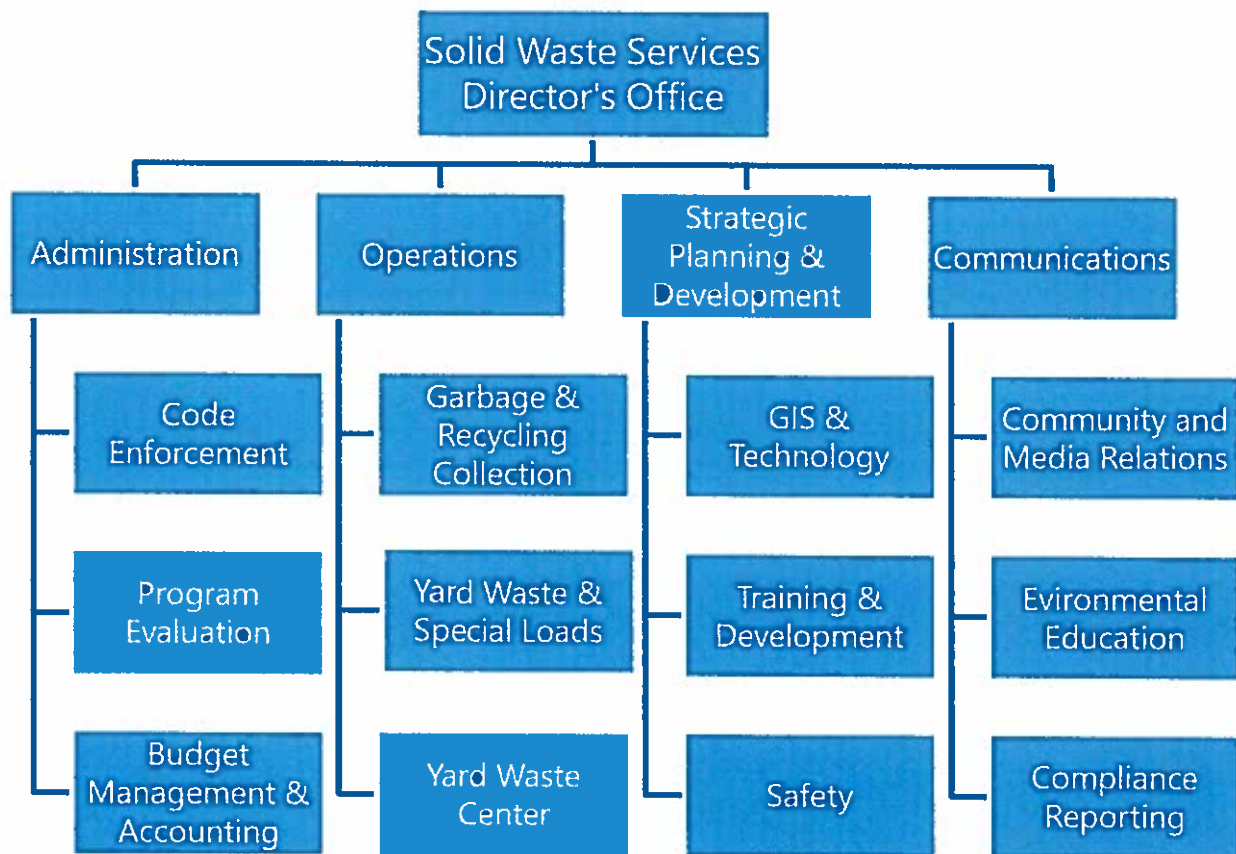 Solid Waste Services
Director's Office
Administration
Operations
Strategic
Planning &
Development
Communications
Code
Enforcement
Garbage &
Recycling
Collection
GIS &
Technology
Community and
Media Relations
Program
Evaluation
Yard Waste &
Special Loads
Training &
Development
Evironmental
Education
Budget
Management &
Accounting
Yard Waste
Center
Safety
Compliance
Reporting